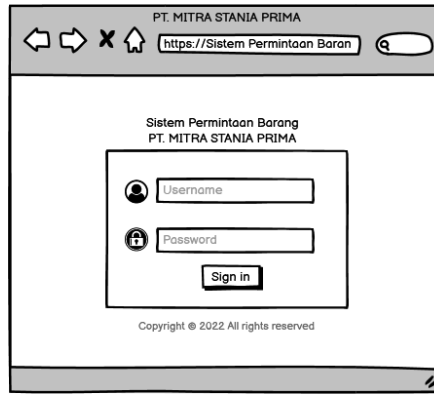 PT. MITRA STANIA PRIMA
https://Sistem Permintaan Baran
Sistem Permintaan Barang
PT. MITRA STANIA PRIMA
Username
Password
Sign in
Copyright © 2022 All rights reserved